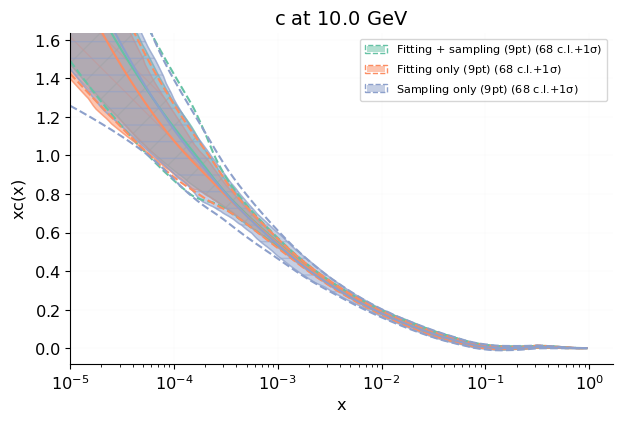 c at 10.0 GeV
Fitting + sampling (9pt) (68 c.l.+1σ)
Fitting only (9pt) (68 c.l.+1σ)
Sampling only (9pt) (68 c.l.+1σ)
xc(x)
1.6
1.4
1.2
1.0
0.8
0.6
0.4
0.2
0.0
10⁻⁵ 10⁻⁴ 10⁻³ 10⁻² 10⁻¹ 10⁰
x